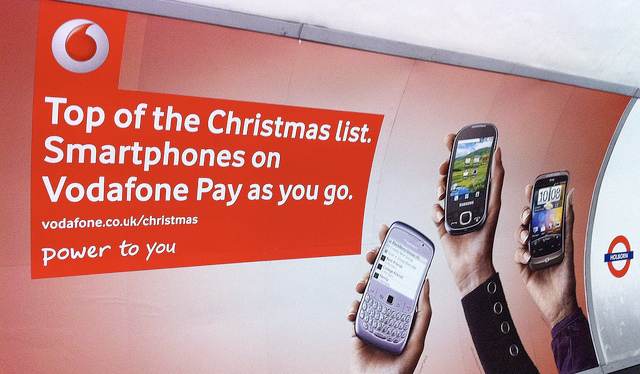 Top of the Christmas list.
Smartphones on
Vodafone Pay as you go.
vodafone.co.uk/christmas
power to you
SAMSUNG
10 08
HOLBORN